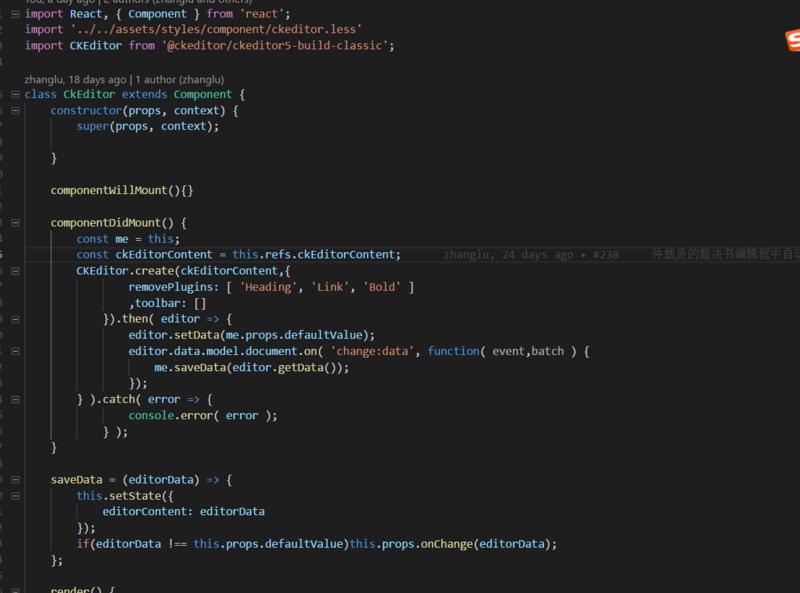 You, a day ago | 2 authors (zhanglu and others)
import React, { Component } from 'react';
import '../../assets/styles/component/ckeditor.less'
import CKEditor from '@ckeditor/ckeditor5-build-classic';
zhanglu, 18 days ago | 1 author (zhanglu)
class CkEditor extends Component {
constructor(props, context) {
super(props, context);
}
componentWillMount(){}
componentDidMount() {
const me = this;
const ckEditorContent = this.refs.ckEditorContent; zhanglu, 24 days ago • #238 仲裁员的裁决书编辑框中自动
CKEditor.create(ckEditorContent,{
removePlugins: [ 'Heading', 'Link', 'Bold' ]
,toolbar: []
}).then( editor => {
editor.setData(me.props.defaultValue);
editor.data.model.document.on( 'change:data', function( event,batch ) {
me.saveData(editor.getData());
});
} ).catch( error => {
console.error( error );
} );
}
saveData = (editorData) => {
this.setState({
editorContent: editorData
});
if(editorData !== this.props.defaultValue)this.props.onChange(editorData);
};
render() {